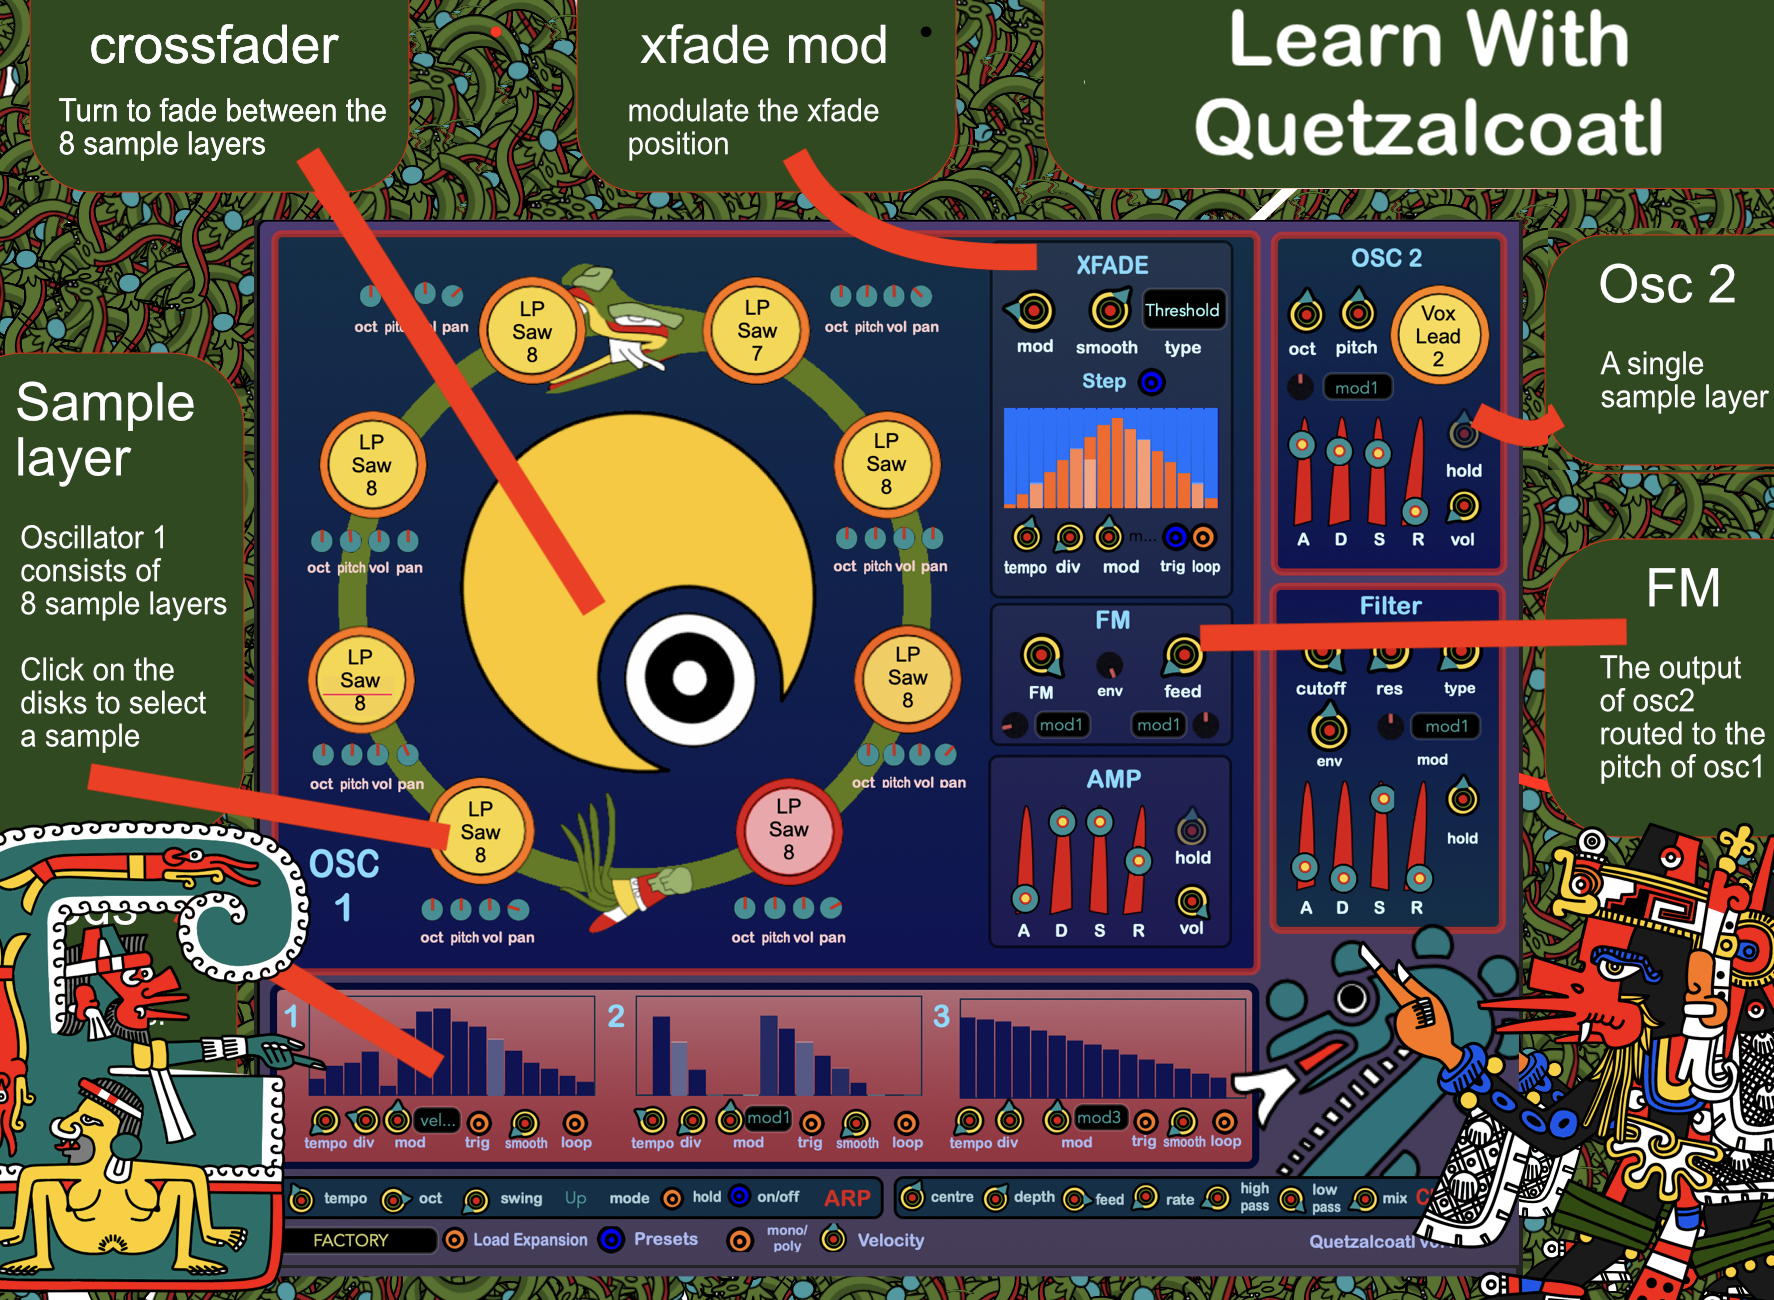 crossfader
Turn to fade between the
8 sample layers
xfade mod
modulate the xfade
position
Learn With
Quetzalcoatl
Sample
layer
Oscillator 1
consists of
8 sample layers
Click on the
disks to select
a sample
oct vol pan
LP
Saw
8
LP
Saw
7
oct pitch vol pan
LP
Saw
8
oct pitch vol pan
LP
Saw
8
oct pitch vol pan
LP
Saw
8
oct pitch vol pan
LP
Saw
8
oct pitch vol pan
LP
Saw
8
oct pitch vol pan
LP
Saw
8
oct pitch vol pan
OSC
1
XFADE
mod smooth type
Threshold
Step
tempo div mod trig loop
m...
FM
FM env feed
mod1 mod1
AMP
hold
A D S R vol
OSC 2
oct pitch
Vox
Lead
2
mod1
hold
A D S R vol
Filter
cutoff res type
mod1
env mod
hold
A D S R
Osc 2
A single
sample layer
FM
The output
of osc2
routed to the
pitch of osc1
1
vel...
tempo div mod trig smooth loop
2
mod1
tempo div mod trig smooth loop
3
mod3
tempo div mod trig smooth loop
tempo oct swing Up mode hold on/off ARP
centre depth feed rate high pass low pass mix
FACTORY Load Expansion Presets mono/poly Velocity
Quetzalcoatl